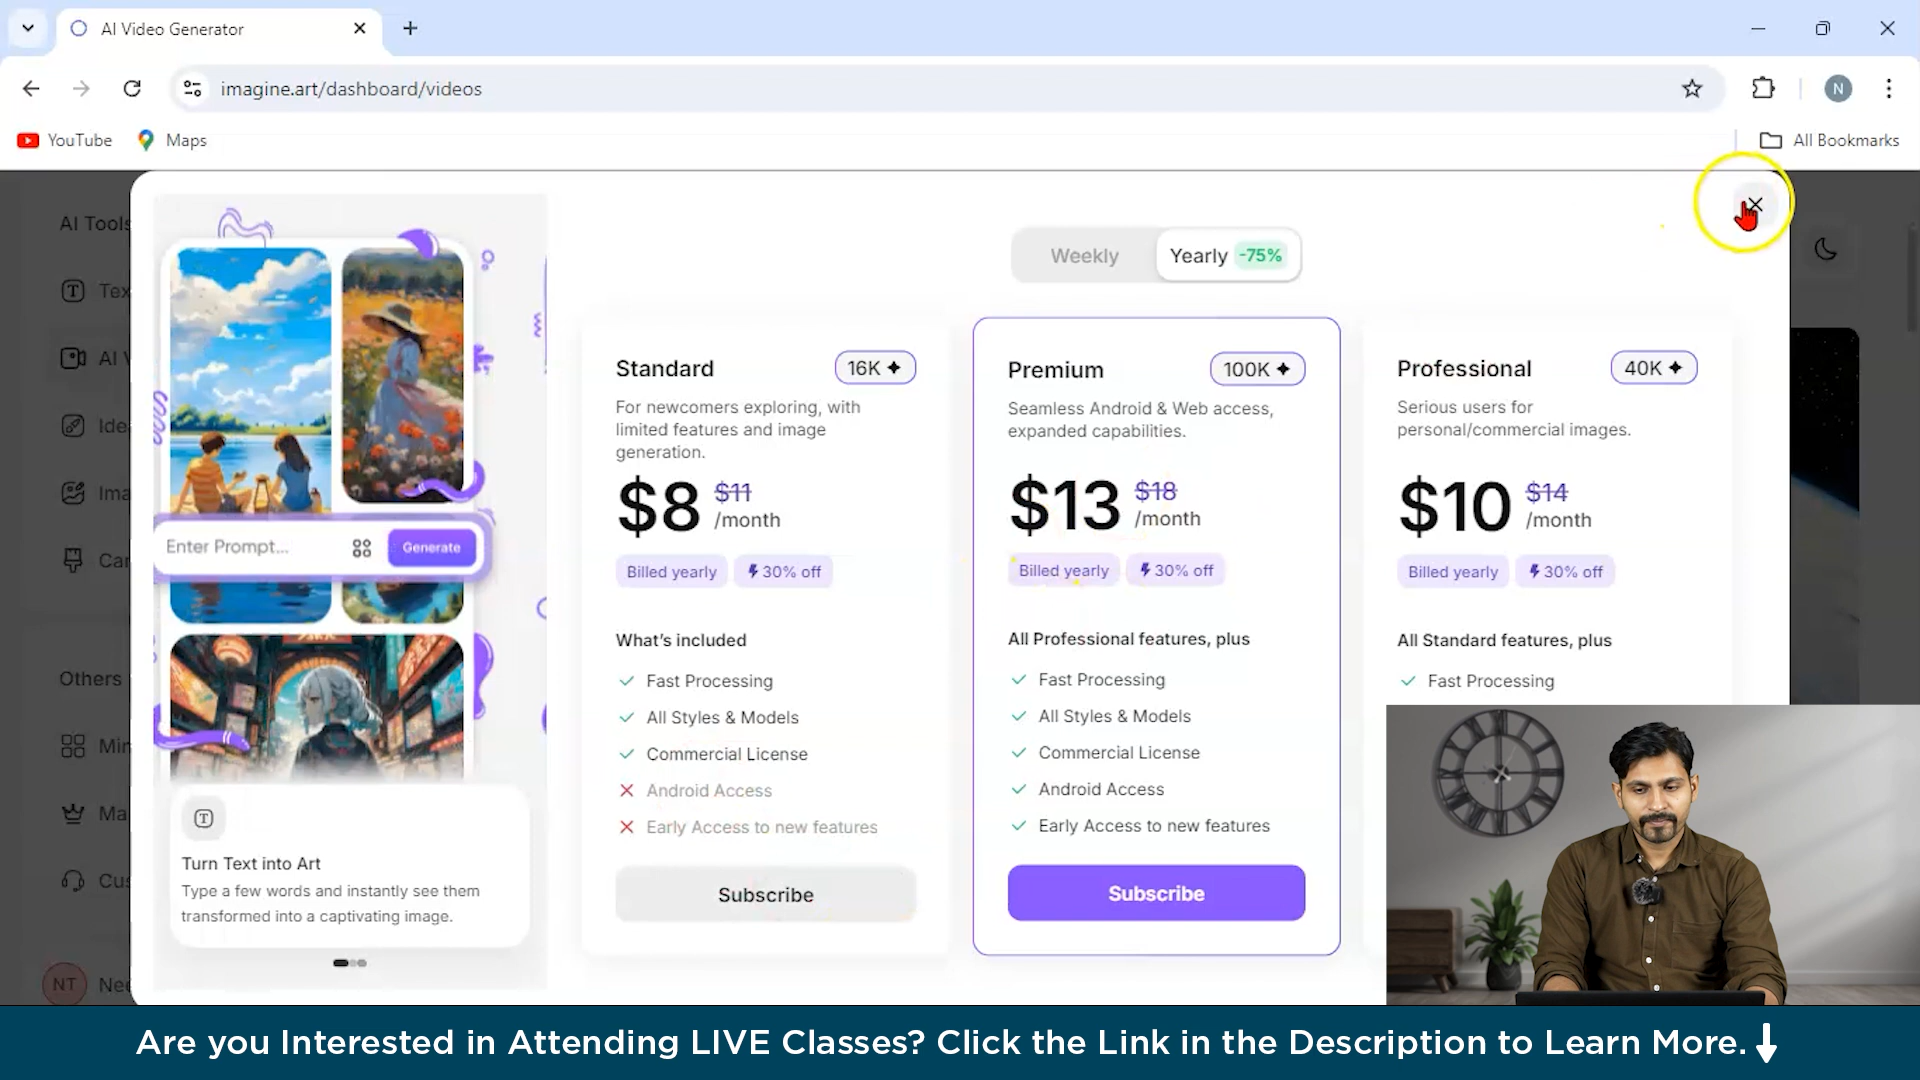 AI Video Generator
imagine.art/dashboard/videos
N
YouTube
Maps
All Bookmarks
AI Tools
Weekly
Yearly -75%
Enter Prompt...
Generate
Turn Text into Art
Type a few words and instantly see them
transformed into a captivating image.
Others
NT
Standard
16K
For newcomers exploring, with
limited features and image
generation.
$8 $11
/month
Billed yearly
30% off
What's included
Fast Processing
All Styles & Models
Commercial License
Android Access
Early Access to new features
Subscribe
Premium
100K
Seamless Android & Web access,
expanded capabilities.
$13 $18
/month
Billed yearly
30% off
All Professional features, plus
Fast Processing
All Styles & Models
Commercial License
Android Access
Early Access to new features
Subscribe
Professional
40K
Serious users for
personal/commercial images.
$10 $14
/month
Billed yearly
30% off
All Standard features, plus
Fast Processing
Are you Interested in Attending LIVE Classes? Click the Link in the Description to Learn More.